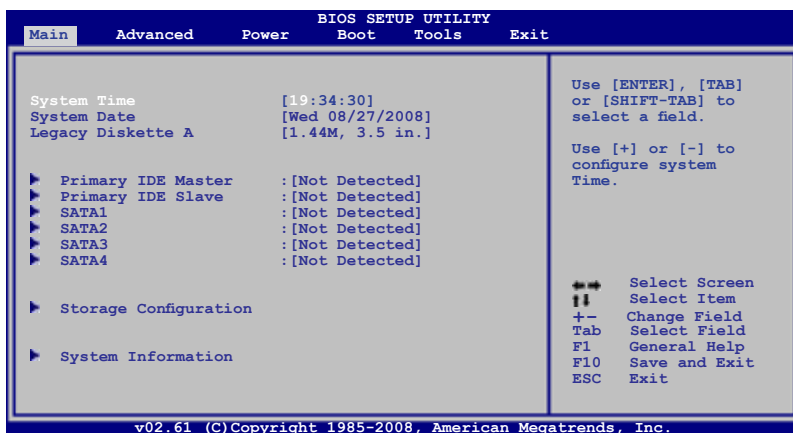 BIOS SETUP UTILITY
Main Advanced Power Boot Tools Exit
System Time [19:34:30]
System Date [Wed 08/27/2008]
Legacy Diskette A [1.44M, 3.5 in.]
Primary IDE Master :[Not Detected]
Primary IDE Slave :[Not Detected]
SATA1 :[Not Detected]
SATA2 :[Not Detected]
SATA3 :[Not Detected]
SATA4 :[Not Detected]
Storage Configuration
System Information
Use [ENTER], [TAB]
or [SHIFT-TAB] to
select a field.
Use [+] or [-] to
configure system
Time.
←→ Select Screen
↑↓ Select Item
+- Change Field
Tab Select Field
F1 General Help
F10 Save and Exit
ESC Exit
v02.61 (C)Copyright 1985-2008, American Megatrends, Inc.